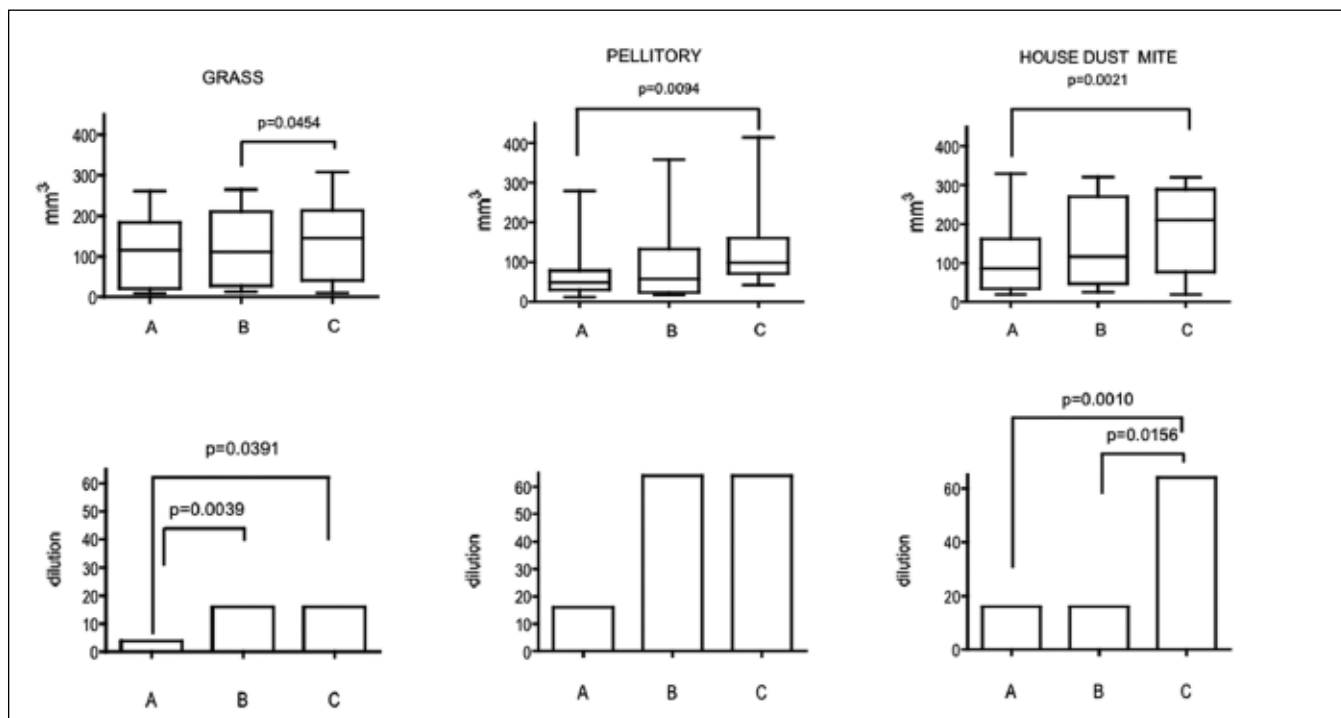 GRASS
p=0.0454
mm³
400
300
200
100
0
A B C
PELLITORY
p=0.0094
mm³
400
300
200
100
0
A B C
HOUSE DUST MITE
p=0.0021
mm³
400
300
200
100
0
A B C
p=0.0391
p=0.0039
dilution
60
50
40
30
20
10
0
A B C
dilution
60
50
40
30
20
10
0
A B C
p=0.0010
p=0.0156
dilution
60
40
20
0
A B C